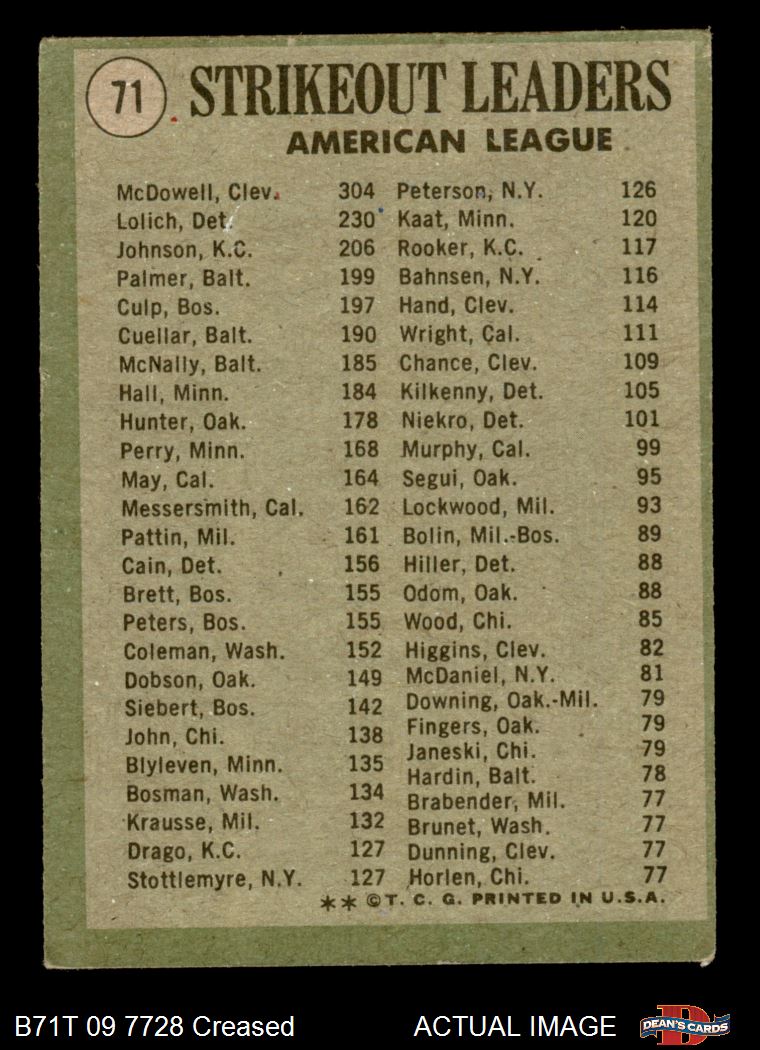 71
STRIKEOUT LEADERS
AMERICAN LEAGUE
McDowell, Clev. 304
Lolich, Det. 230
Johnson, K.C. 206
Palmer, Balt. 199
Culp, Bos. 197
Cuellar, Balt. 190
McNally, Balt. 185
Hall, Minn. 184
Hunter, Oak. 178
Perry, Minn. 168
May, Cal. 164
Messersmith, Cal. 162
Pattin, Mil. 161
Cain, Det. 156
Brett, Bos. 155
Peters, Bos. 155
Coleman, Wash. 152
Dobson, Oak. 149
Siebert, Bos. 142
John, Chi. 138
Blyleven, Minn. 135
Bosman, Wash. 134
Krausse, Mil. 132
Drago, K.C. 127
Stottlemyre, N.Y. 127
Peterson, N.Y. 126
Kaat, Minn. 120
Rooker, K.C. 117
Bahnsen, N.Y. 116
Hand, Clev. 114
Wright, Cal. 111
Chance, Clev. 109
Kilkenny, Det. 105
Niekro, Det. 101
Murphy, Cal. 99
Segui, Oak. 95
Lockwood, Mil. 93
Bolin, Mil.-Bos. 89
Hiller, Det. 88
Odom, Oak. 88
Wood, Chi. 85
Higgins, Clev. 82
McDaniel, N.Y. 81
Downing, Oak.-Mil. 79
Fingers, Oak. 79
Janeski, Chi. 79
Hardin, Balt. 78
Brabender, Mil. 77
Brunet, Wash. 77
Dunning, Clev. 77
Horlen, Chi. 77
** © T. C. G. PRINTED IN U.S.A.
B71T 09 7728 Creased
ACTUAL IMAGE
D
DEAN'S CARDS